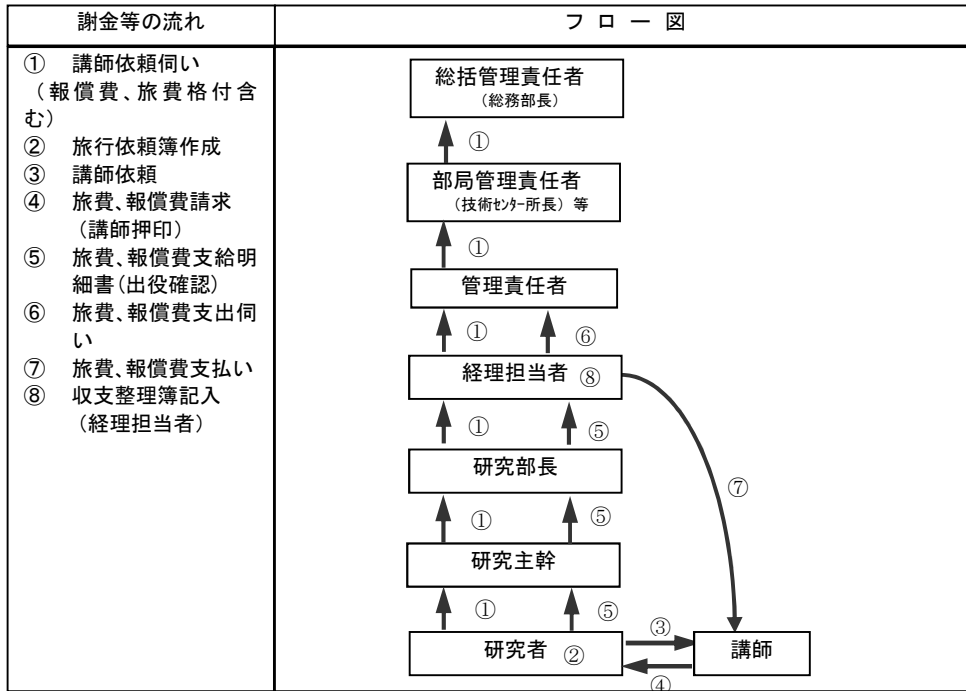 謝金等の流れ
フ ロ ー 図
① 講師依頼伺い
（報償費、旅費格付含
む）
② 旅行依頼簿作成
③ 講師依頼
④ 旅費、報償費請求
（講師押印）
⑤ 旅費、報償費支給明
細書（出役確認）
⑥ 旅費、報償費支出伺
い
⑦ 旅費、報償費支払い
⑧ 収支整理簿記入
（経理担当者）
総括管理責任者
（総務部長）
①
部局管理責任者
（技術ｾﾝﾀｰ所長）等
①
管理責任者
① ⑥
経理担当者 ⑧
① ⑤
研究部長
⑦
① ⑤
研究主幹
① ⑤
③
研究者 ②
講師
④